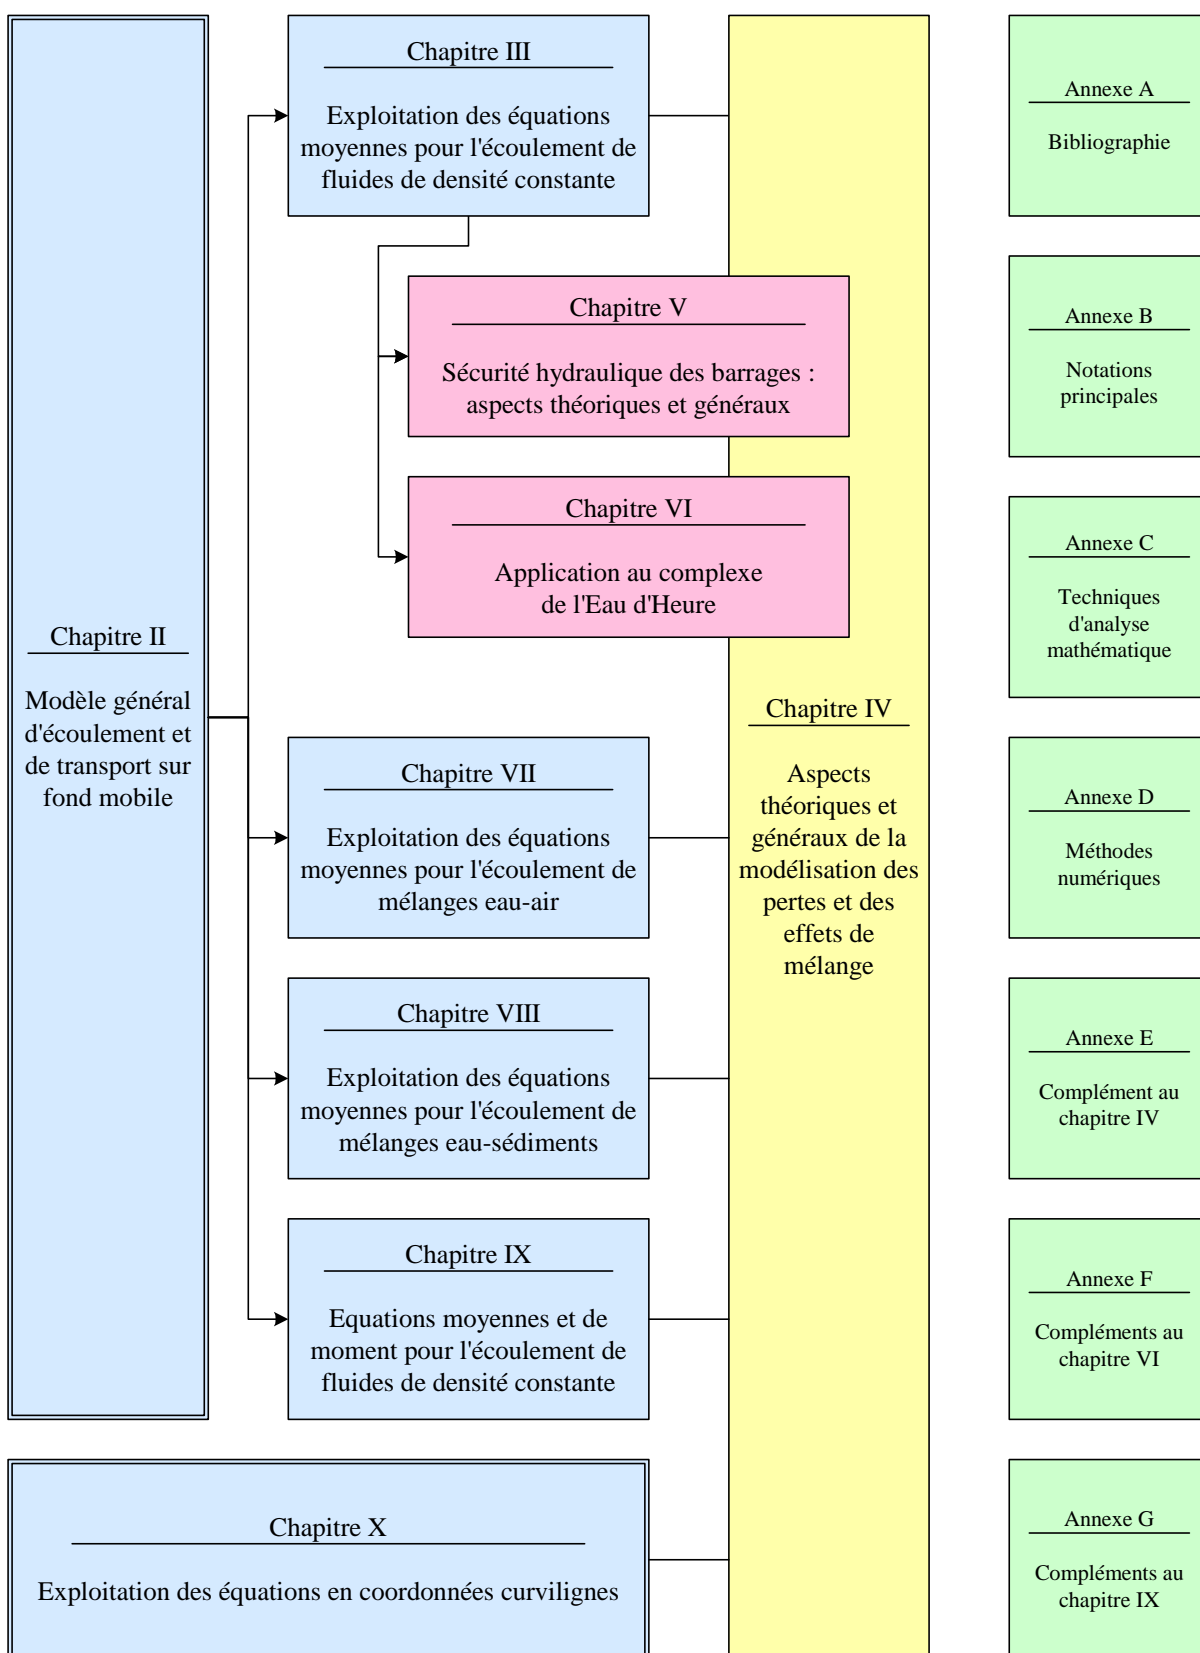 Chapitre II
Modèle général
d'écoulement et
de transport sur
fond mobile
Chapitre III
Exploitation des équations
moyennes pour l'écoulement de
fluides de densité constante
Chapitre V
Sécurité hydraulique des barrages :
aspects théoriques et généraux
Chapitre VI
Application au complexe
de l'Eau d'Heure
Chapitre VII
Exploitation des équations
moyennes pour l'écoulement de
mélanges eau-air
Chapitre VIII
Exploitation des équations
moyennes pour l'écoulement de
mélanges eau-sédiments
Chapitre IX
Equations moyennes et de
moment pour l'écoulement de
fluides de densité constante
Chapitre X
Exploitation des équations en coordonnées curvilignes
Chapitre IV
Aspects
théoriques et
généraux de la
modélisation des
pertes et des
effets de
mélange
Annexe A
Bibliographie
Annexe B
Notations
principales
Annexe C
Techniques
d'analyse
mathématique
Annexe D
Méthodes
numériques
Annexe E
Complément au
chapitre IV
Annexe F
Compléments au
chapitre VI
Annexe G
Compléments au
chapitre IX